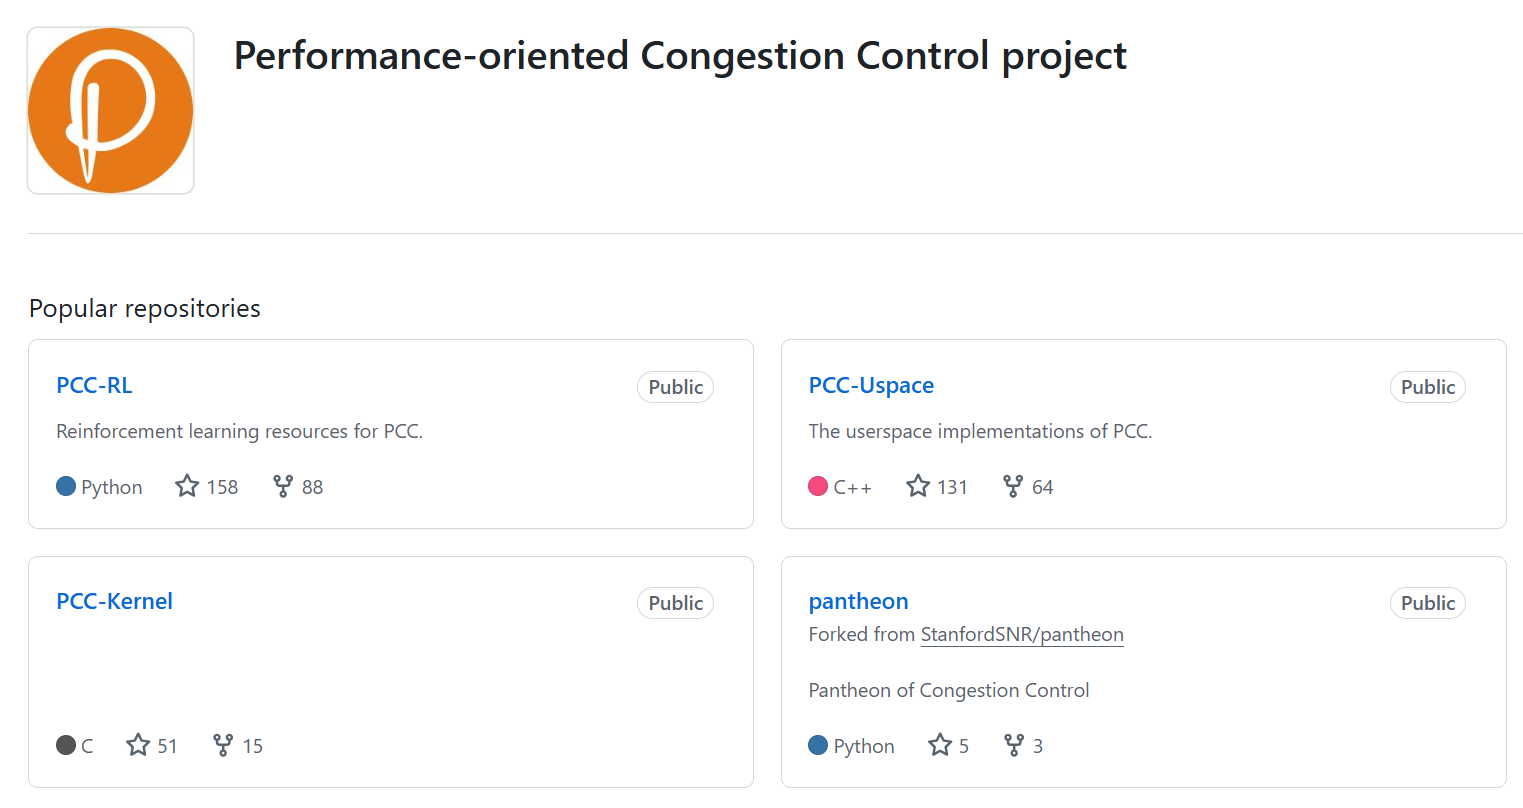 Performance-oriented Congestion Control project
Popular repositories
PCC-RL
Public
Reinforcement learning resources for PCC.
Python 158 88
PCC-Uspace
Public
The userspace implementations of PCC.
C++ 131 64
PCC-Kernel
Public
C 51 15
pantheon
Public
Forked from StanfordSNR/pantheon
Pantheon of Congestion Control
Python 5 3